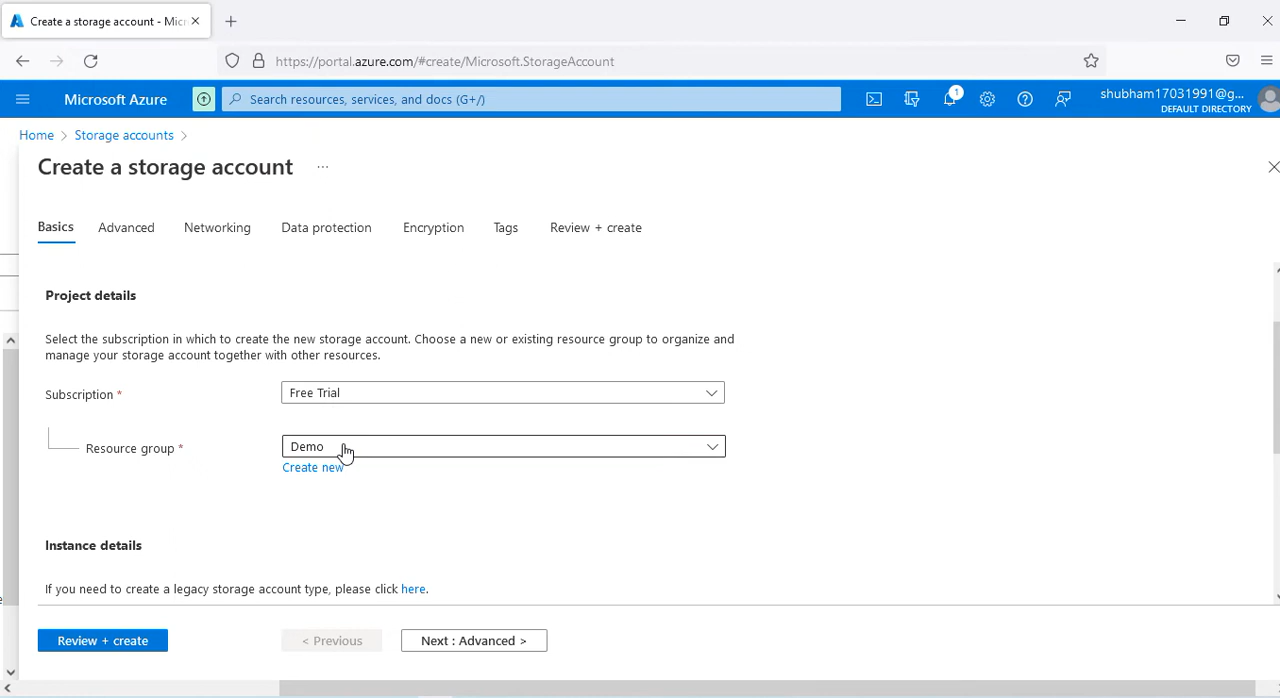 Create a storage account - Micr
https://portal.azure.com/#create/Microsoft.StorageAccount
Microsoft Azure
Search resources, services, and docs (G+/)
1
shubham17031991@g...
DEFAULT DIRECTORY
Home > Storage accounts >
Create a storage account ...
Basics Advanced Networking Data protection Encryption Tags Review + create
Project details
Select the subscription in which to create the new storage account. Choose a new or existing resource group to organize and
manage your storage account together with other resources.
Subscription *
Free Trial
Resource group *
Demo
Create new
Instance details
If you need to create a legacy storage account type, please click here.
Review + create
< Previous
Next : Advanced >